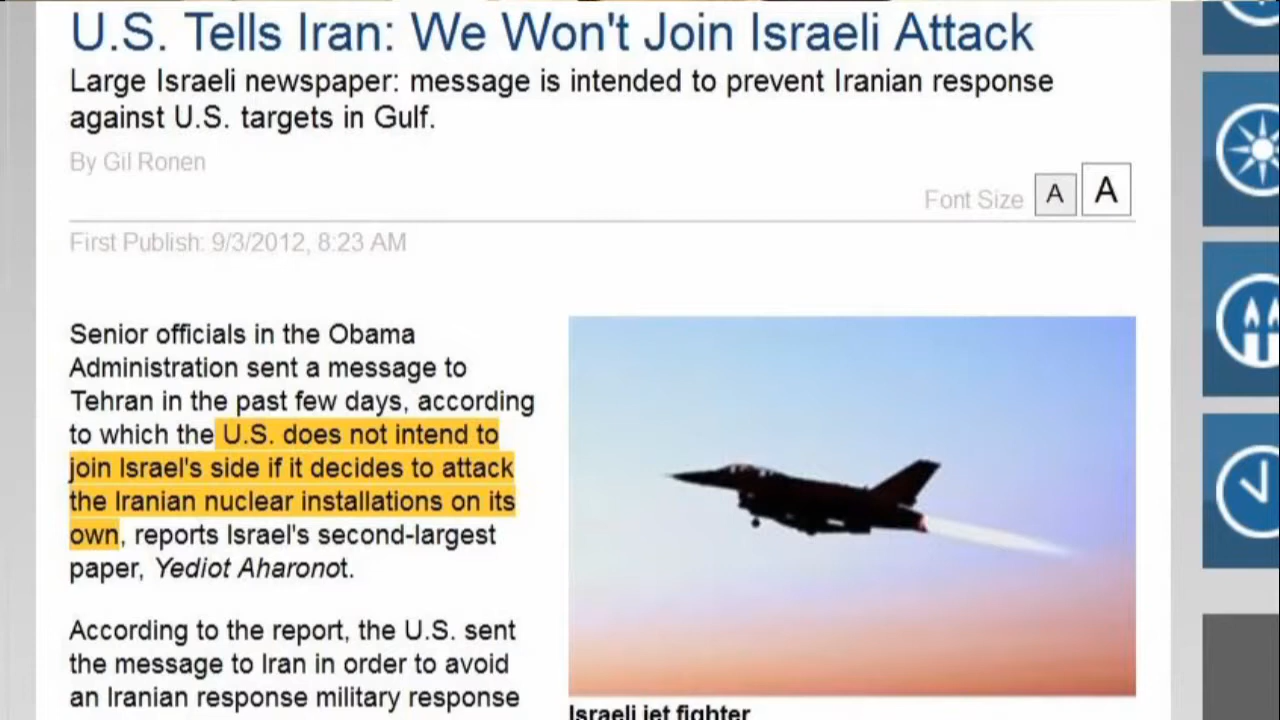 U.S. Tells Iran: We Won't Join Israeli Attack
Large Israeli newspaper: message is intended to prevent Iranian response
against U.S. targets in Gulf.
By Gil Ronen
Font Size A A
First Publish: 9/3/2012, 8:23 AM
Senior officials in the Obama
Administration sent a message to
Tehran in the past few days, according
to which the U.S. does not intend to
join Israel's side if it decides to attack
the Iranian nuclear installations on its
own, reports Israel's second-largest
paper, Yediot Aharonot.
According to the report, the U.S. sent
the message to Iran in order to avoid
an Iranian response military response
Israeli jet fighter